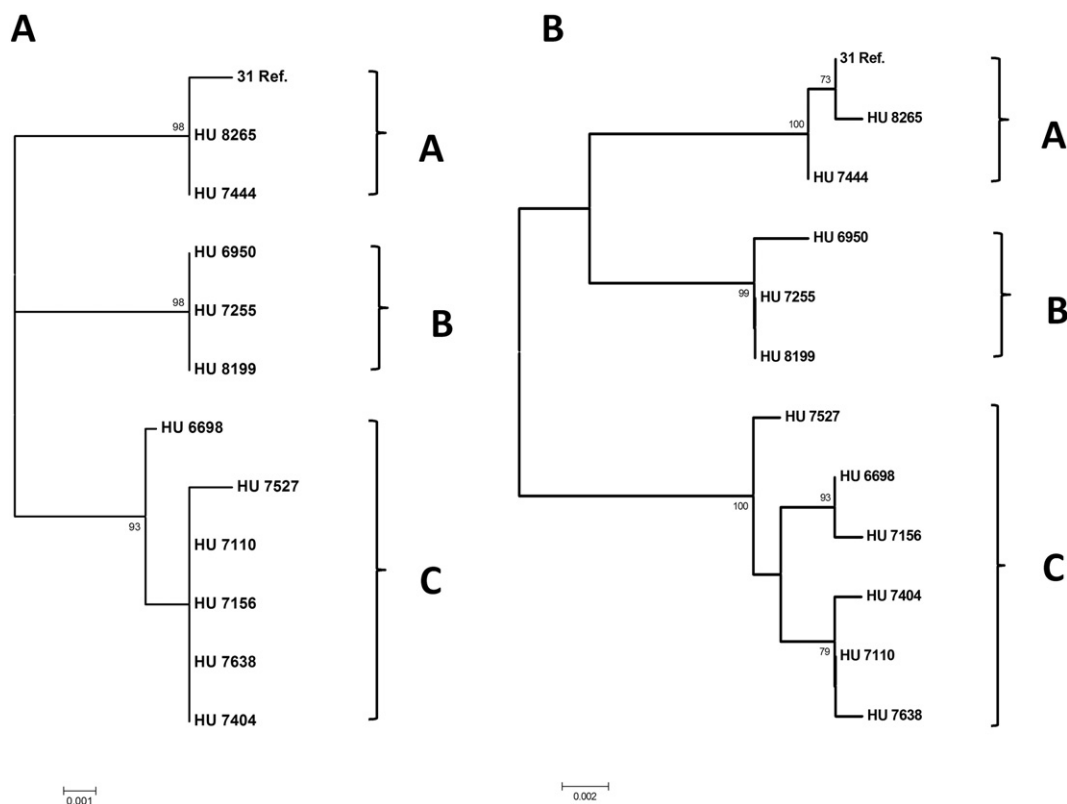 A
31 Ref.
98
HU 8265
A
HU 7444
HU 6950
98
HU 7255
B
HU 8199
HU 6698
HU 7527
93
HU 7110
C
HU 7156
HU 7638
HU 7404
0.001
B
31 Ref.
73
HU 8265
100
A
HU 7444
HU 6950
99
HU 7255
B
HU 8199
HU 7527
HU 6698
93
100
HU 7156
C
HU 7404
79
HU 7110
HU 7638
0.002